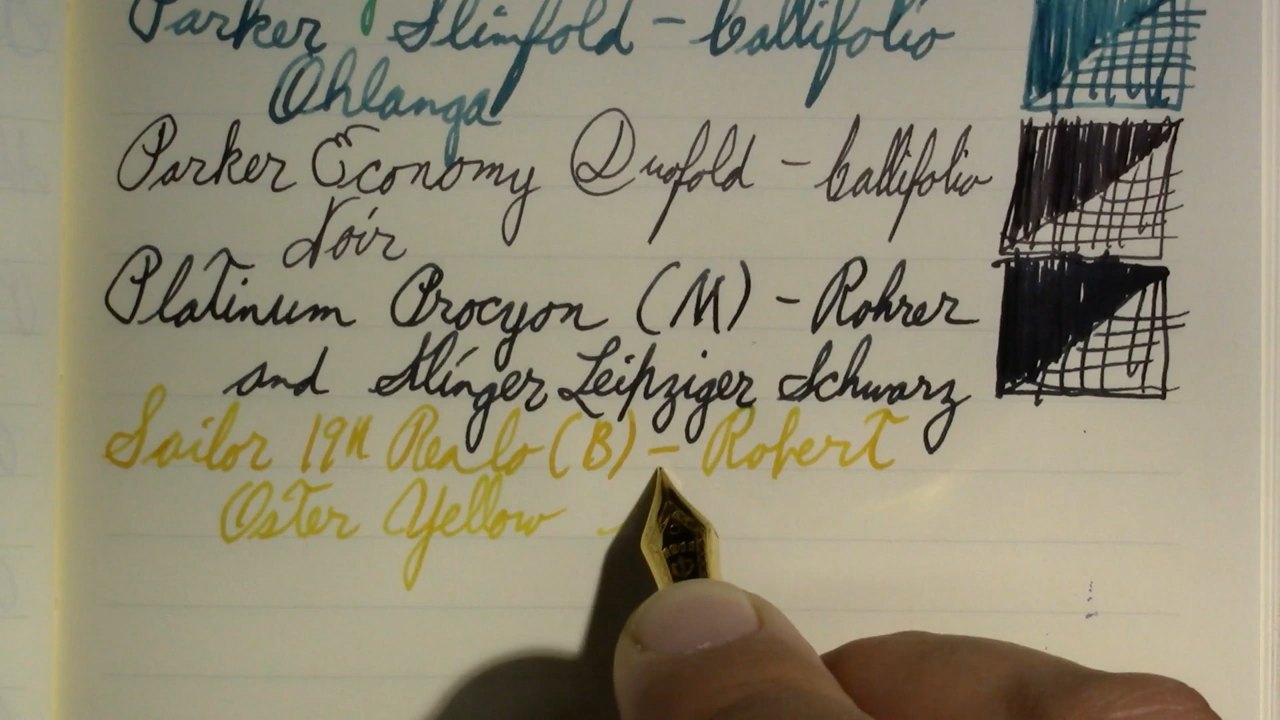 Parker Slimfold - Callifolio
Ohlanga
Parker Economy Duofold - Callifolio
Noir
Platinum Procyon (M) - Rohrer
and Klinger Leipziger Schwarz
Sailor 19M Realo (B) - Robert
Oster Yellow